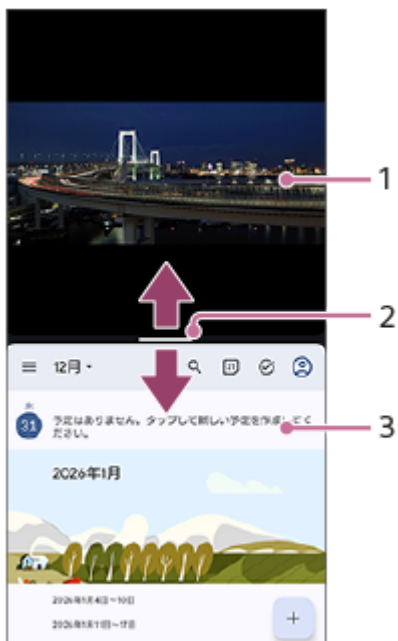 1
2
12月
3
水
31
予定はありません。タップして新しい予定を作成してく
ださい。
2026年1月
2026年1月4日～10日
2026年1月11日～17日